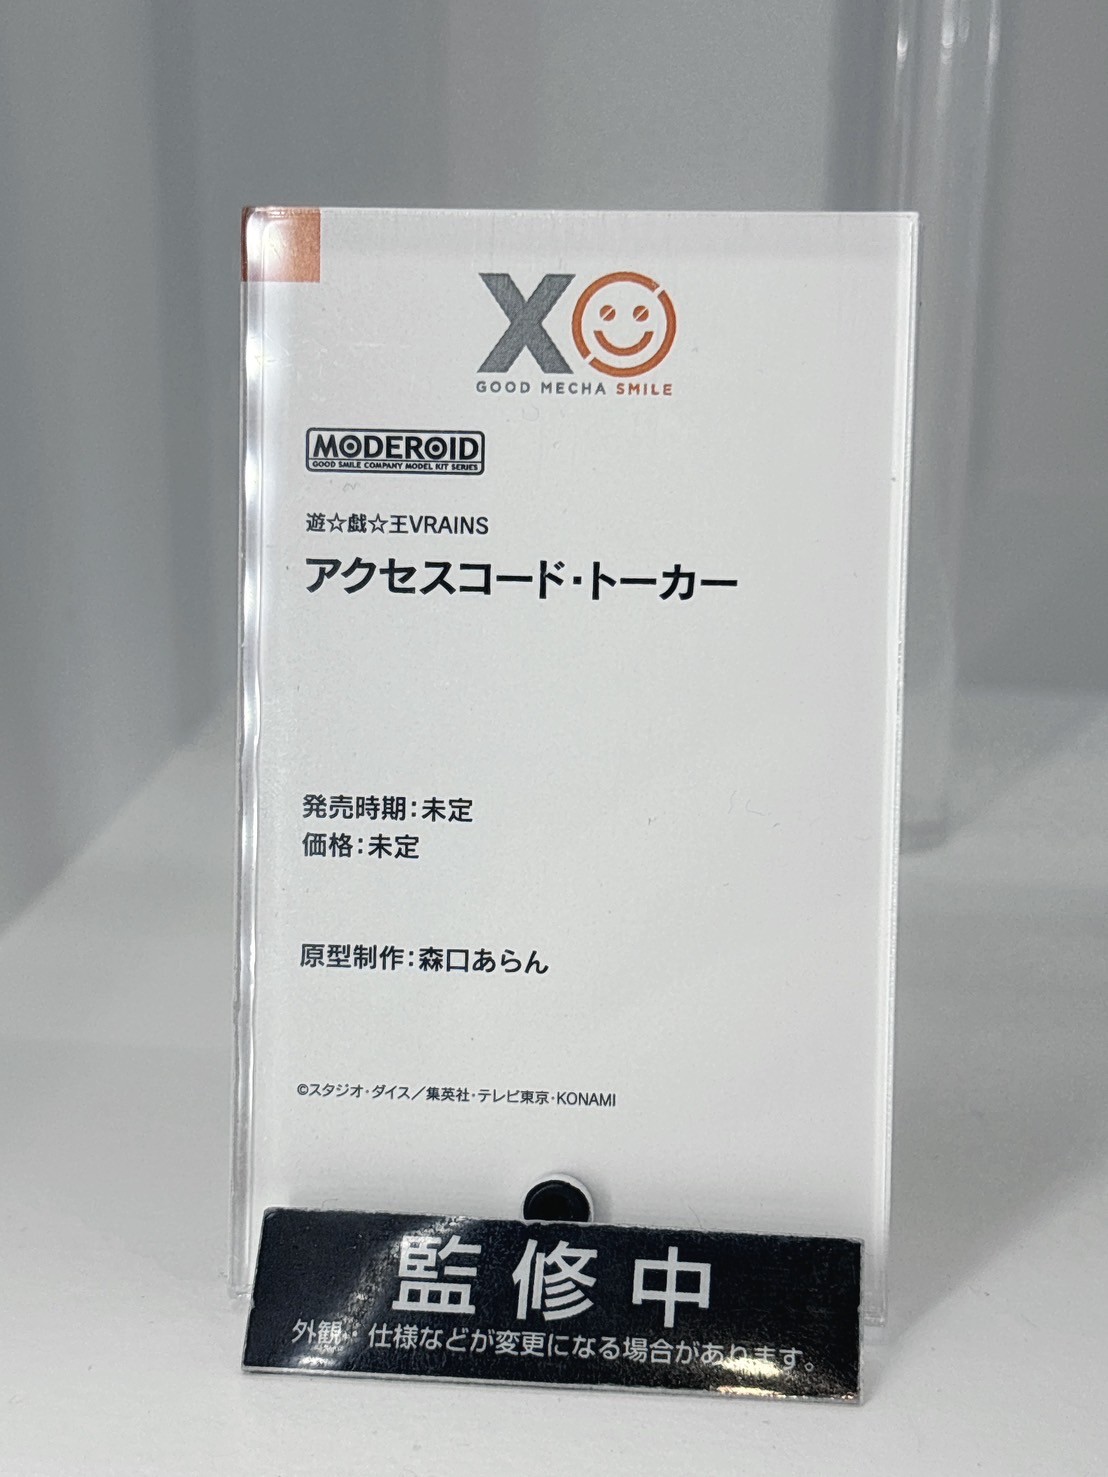 XO
GOOD MECHA SMILE
MODEROID
GOOD SMILE COMPANY MODEL KIT SERIES
遊☆戯☆王VRAINS
アクセスコード・トーカー
発売時期：未定
価格：未定
原型制作：森口あらん
©スタジオ・ダイス／集英社・テレビ東京・KONAMI
監修中
外観・仕様などが変更になる場合があります。